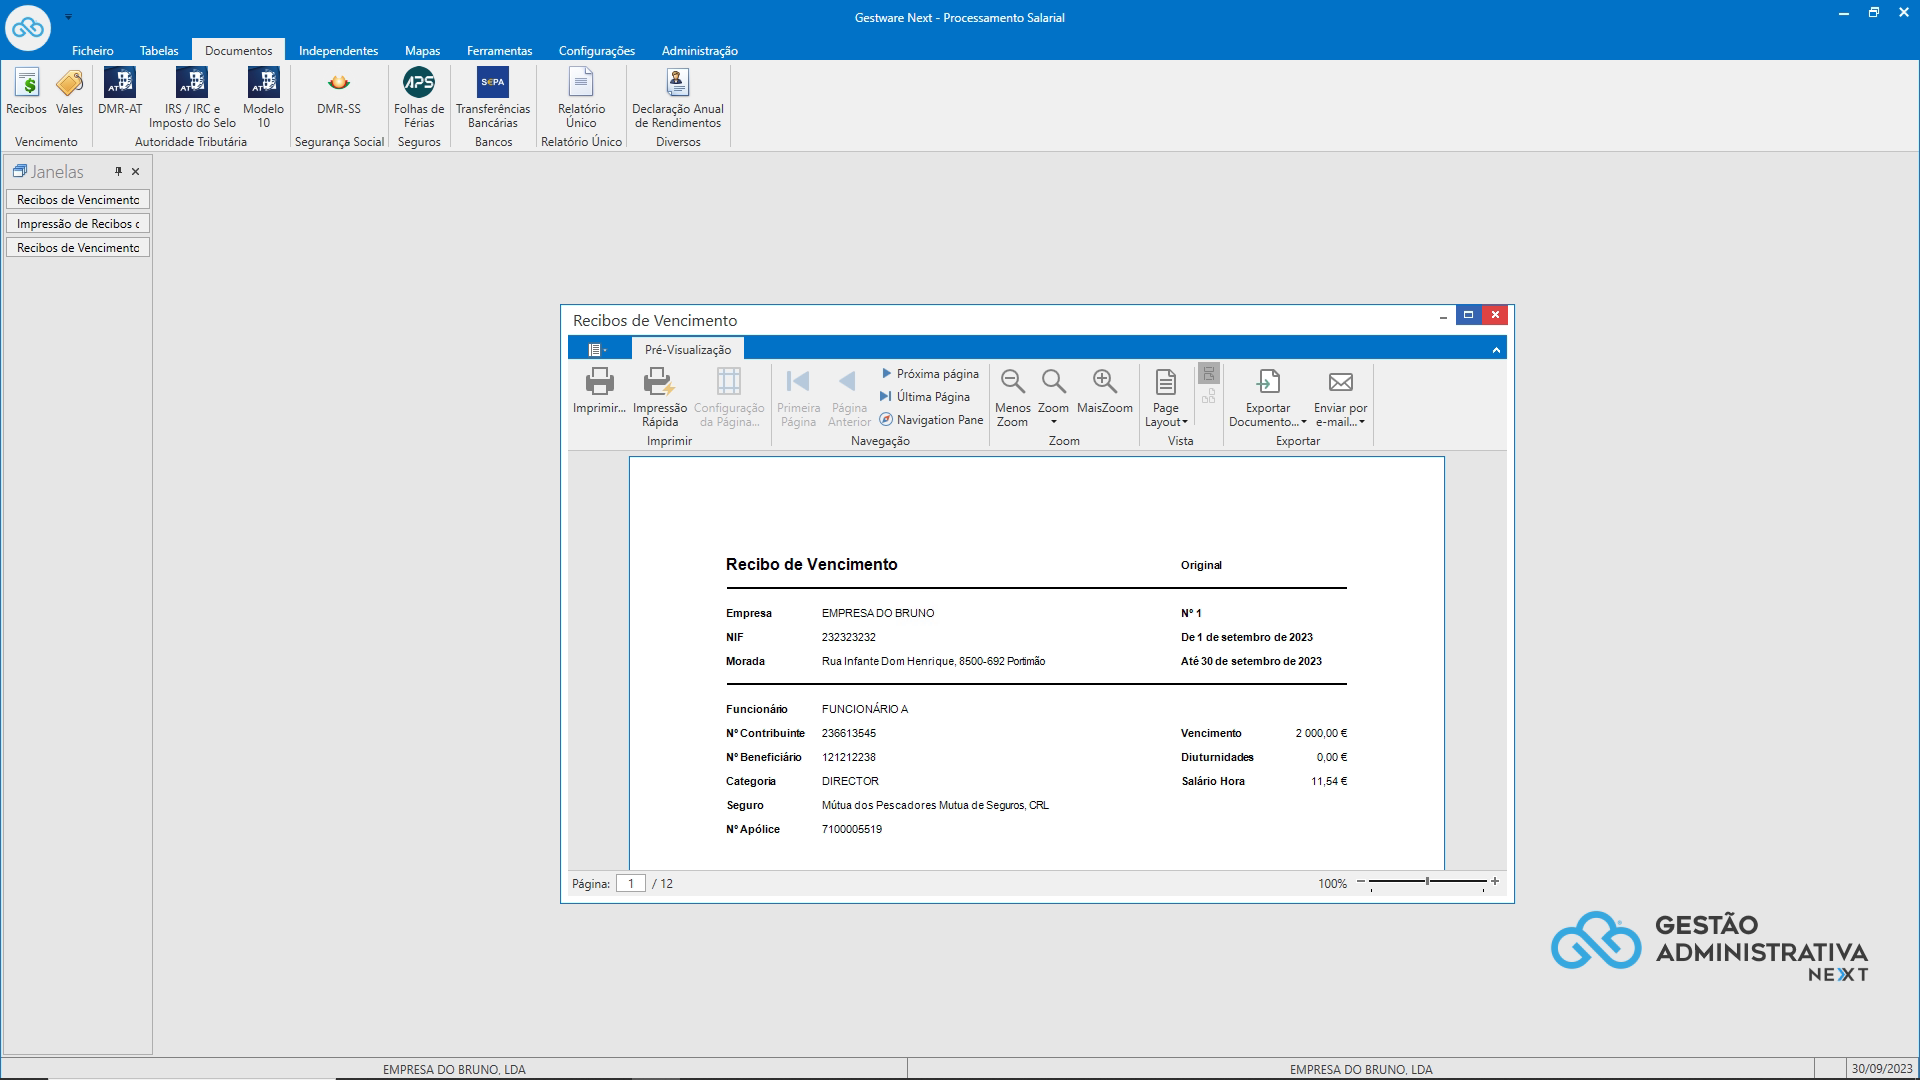 Gestware Next - Processamento Salarial
Ficheiro Tabelas Documentos Independentes Mapas Ferramentas Configurações Administração
Recibos
Vales
Vencimento
AT
DMR-AT
AT
IRS / IRC e
Imposto do Selo
AT
Modelo
10
Autoridade Tributária
DMR-SS
Segurança Social
APS
Folhas de
Férias
Seguros
S€PA
Transferências
Bancárias
Bancos
Relatório
Único
Relatório Único
Declaração Anual
de Rendimentos
Diversos
Janelas
Recibos de Vencimento
Impressão de Recibos
Recibos de Vencimento
Recibos de Vencimento
Pré-Visualização
Imprimir...
Impressão
Rápida
Configuração
da Página...
Imprimir
Primeira
Página
Página
Anterior
Próxima página
Última Página
Navigation Pane
Navegação
Menos
Zoom
Zoom
MaisZoom
Zoom
Page
Layout
Vista
Exportar
Documento...
Enviar por
e-mail...
Exportar
Recibo de Vencimento Original
Empresa EMPRESA DO BRUNO Nº 1
NIF 232323232 De 1 de setembro de 2023
Morada Rua Infante Dom Henrique, 8500-692 Portimão Até 30 de setembro de 2023
Funcionário FUNCIONÁRIO A
Nº Contribuinte 236613545 Vencimento 2 000,00 €
Nº Beneficiário 121212238 Diuturnidades 0,00 €
Categoria DIRECTOR Salário Hora 11,54 €
Seguro Mútua dos Pescadores Mutua de Seguros, CRL
Nº Apólice 7100005519
Página: 1 / 12 100%
GESTÃO
ADMINISTRATIVA
NEXT
EMPRESA DO BRUNO, LDA EMPRESA DO BRUNO, LDA 30/09/2023